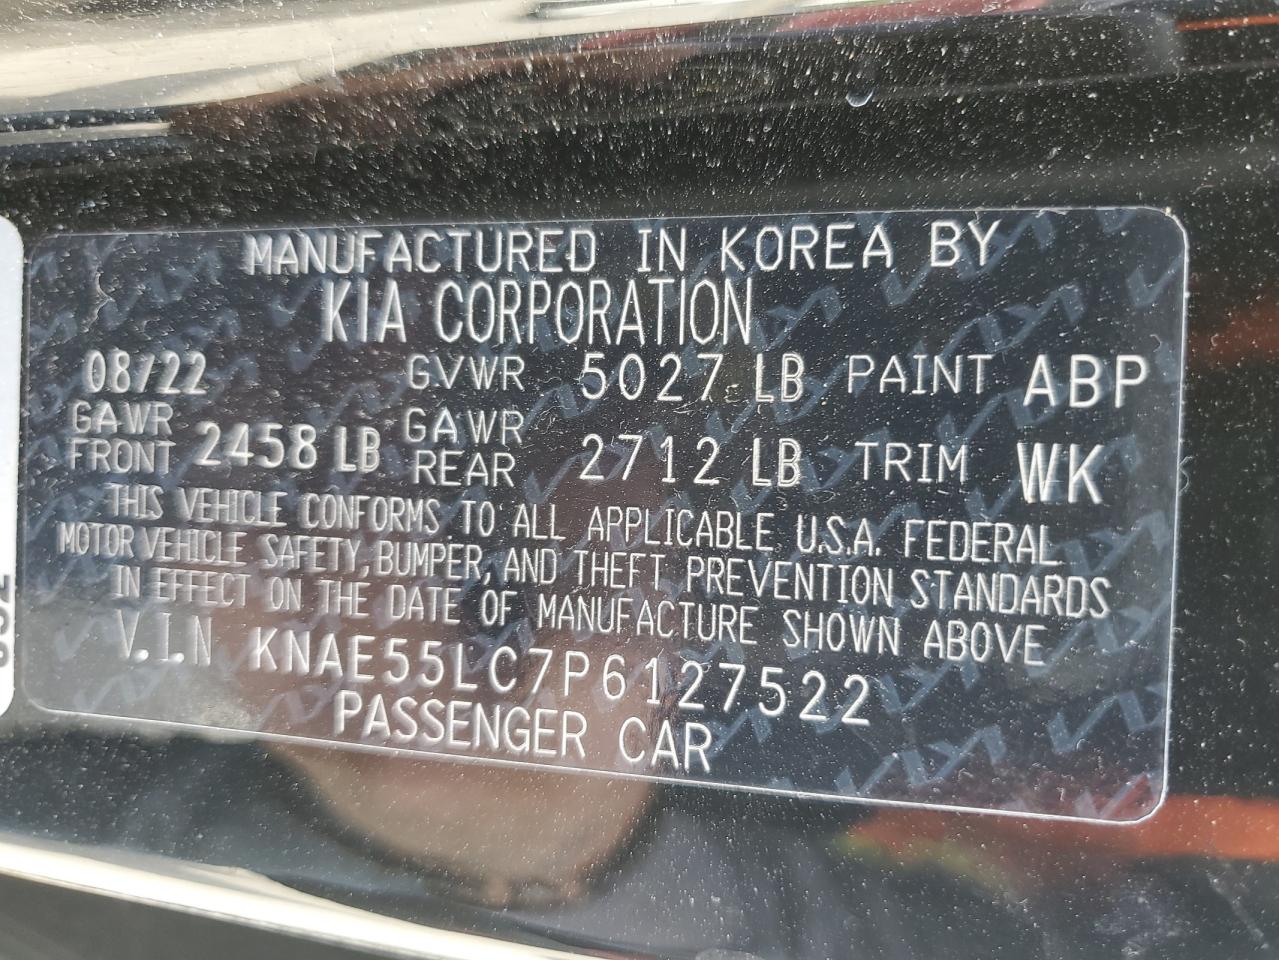 MANUFACTURED IN KOREA BY
KIA CORPORATION
08/22 GVWR 5027 LB PAINT ABP
GAWR FRONT 2458 LB GAWR REAR 2712 LB TRIM WK
THIS VEHICLE CONFORMS TO ALL APPLICABLE U.S.A. FEDERAL
MOTOR VEHICLE SAFETY, BUMPER, AND THEFT PREVENTION STANDARDS
IN EFFECT ON THE DATE OF MANUFACTURE SHOWN ABOVE
V.I.N KNAE55LC7P6127522
PASSENGER CAR